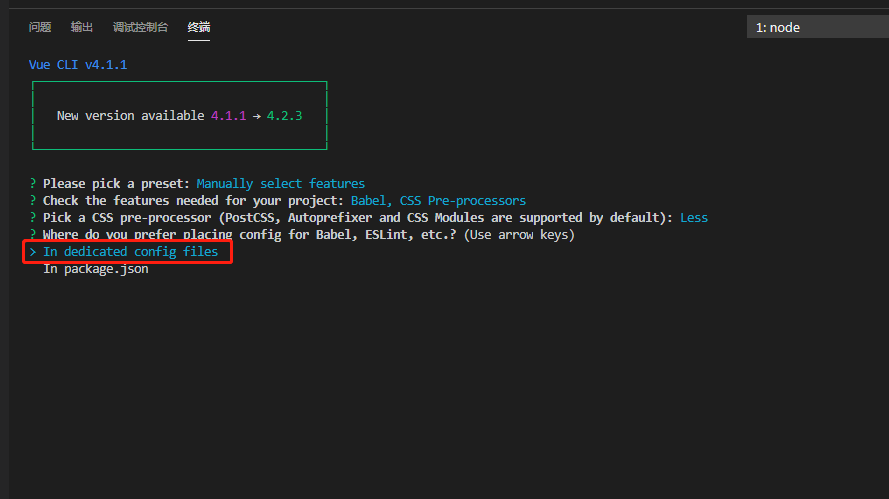 问题 输出 调试控制台 终端 1: node
Vue CLI v4.1.1
New version available 4.1.1 → 4.2.3
? Please pick a preset: Manually select features
? Check the features needed for your project: Babel, CSS Pre-processors
? Pick a CSS pre-processor (PostCSS, Autoprefixer and CSS Modules are supported by default): Less
? Where do you prefer placing config for Babel, ESLint, etc.? (Use arrow keys)
> In dedicated config files
In package.json